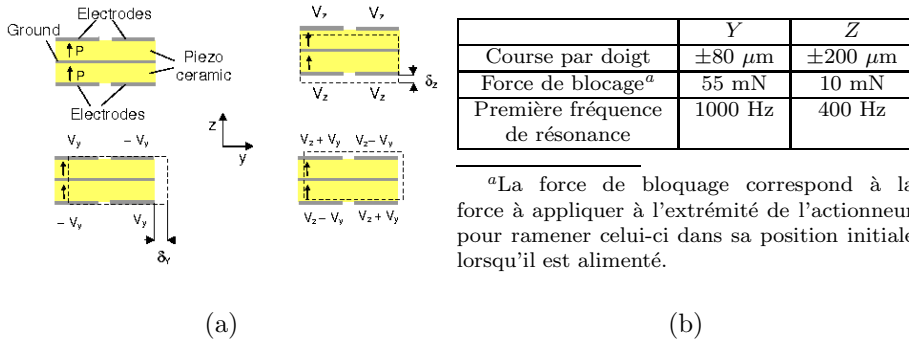 Electrodes
Ground
P
Piezo
ceramic
P
Electrodes
V_z V_z
V_z V_z
δ_z
z
y
V_y - V_y
- V_y V_y
δ_Y
V_z + V_y V_z - V_y
V_z - V_y V_z + V_y
(a)
Y Z
Course par doigt ±80 μm ±200 μm
Force de blocage^a 55 mN 10 mN
Première fréquence 1000 Hz 400 Hz
de résonance
^aLa force de bloquage correspond à la
force à appliquer à l'extrémité de l'actionneur
pour ramener celui-ci dans sa position initiale
lorsqu'il est alimenté.
(b)